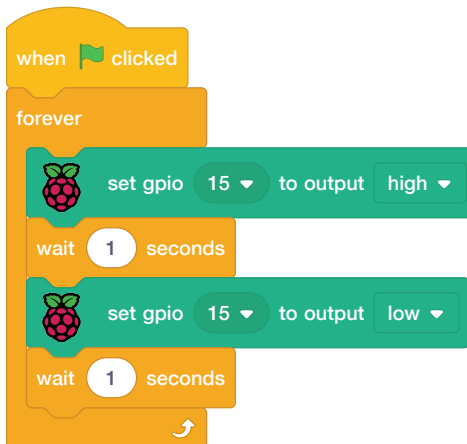 when clicked
forever
set gpio 15 to output high
wait 1 seconds
set gpio 15 to output low
wait 1 seconds